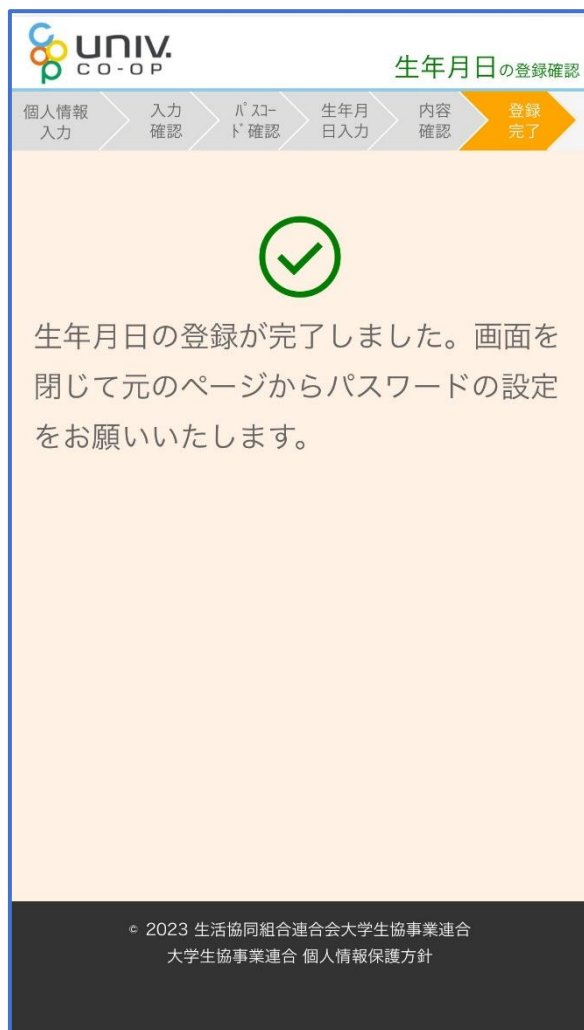 UNIV.
CO-OP
生年月日の登録確認
個人情報
入力
入力
確認
ﾊﾟｽｺｰ
ﾄﾞ確認
生年月
日入力
内容
確認
登録
完了
生年月日の登録が完了しました。画面を
閉じて元のページからパスワードの設定
をお願いいたします。
© 2023 生活協同組合連合会大学生協事業連合
大学生協事業連合 個人情報保護方針